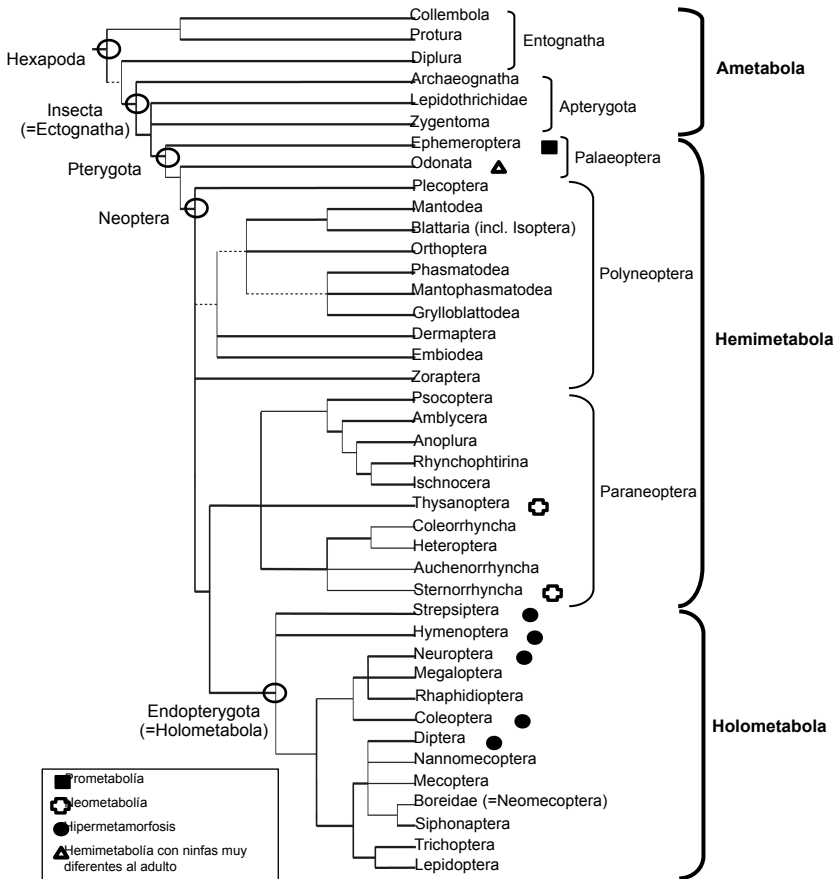 Collembola
Protura
Entognatha
Hexapoda
Diplura
Ametabola
Archaeognatha
Insecta
(=Ectognatha)
Lepidothrichidae
Apterygota
Zygentoma
Pterygota
Ephemeroptera
Palaeoptera
Odonata
Neoptera
Plecoptera
Mantodea
Blattaria (incl. Isoptera)
Orthoptera
Polyneoptera
Phasmatodea
Mantophasmatodea
Grylloblattodea
Hemimetabola
Dermaptera
Embiodea
Zoraptera
Psocoptera
Amblycera
Anoplura
Rhynchophtirina
Ischnocera
Paraneoptera
Thysanoptera
Coleorrhyncha
Heteroptera
Auchenorrhyncha
Sternorrhyncha
Strepsiptera
Hymenoptera
Neuroptera
Megaloptera
Rhaphidioptera
Endopterygota
(=Holometabola)
Coleoptera
Holometabola
Diptera
Nannomecoptera
Mecoptera
Boreidae (=Neomecoptera)
Siphonaptera
Trichoptera
Lepidoptera
Prometabolía
Neometabolía
Hipermetamorfosis
Hemimetabolía con ninfas muy
diferentes al adulto